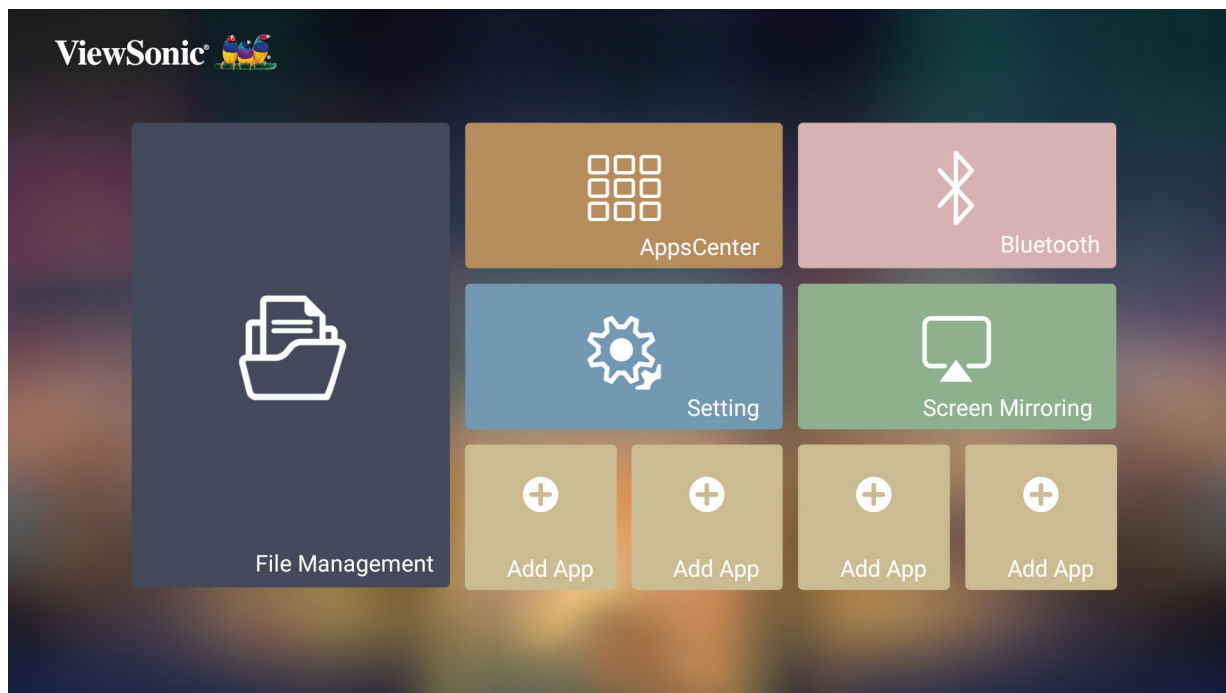 ViewSonic®
AppsCenter
Bluetooth
Setting
Screen Mirroring
File Management
Add App
Add App
Add App
Add App